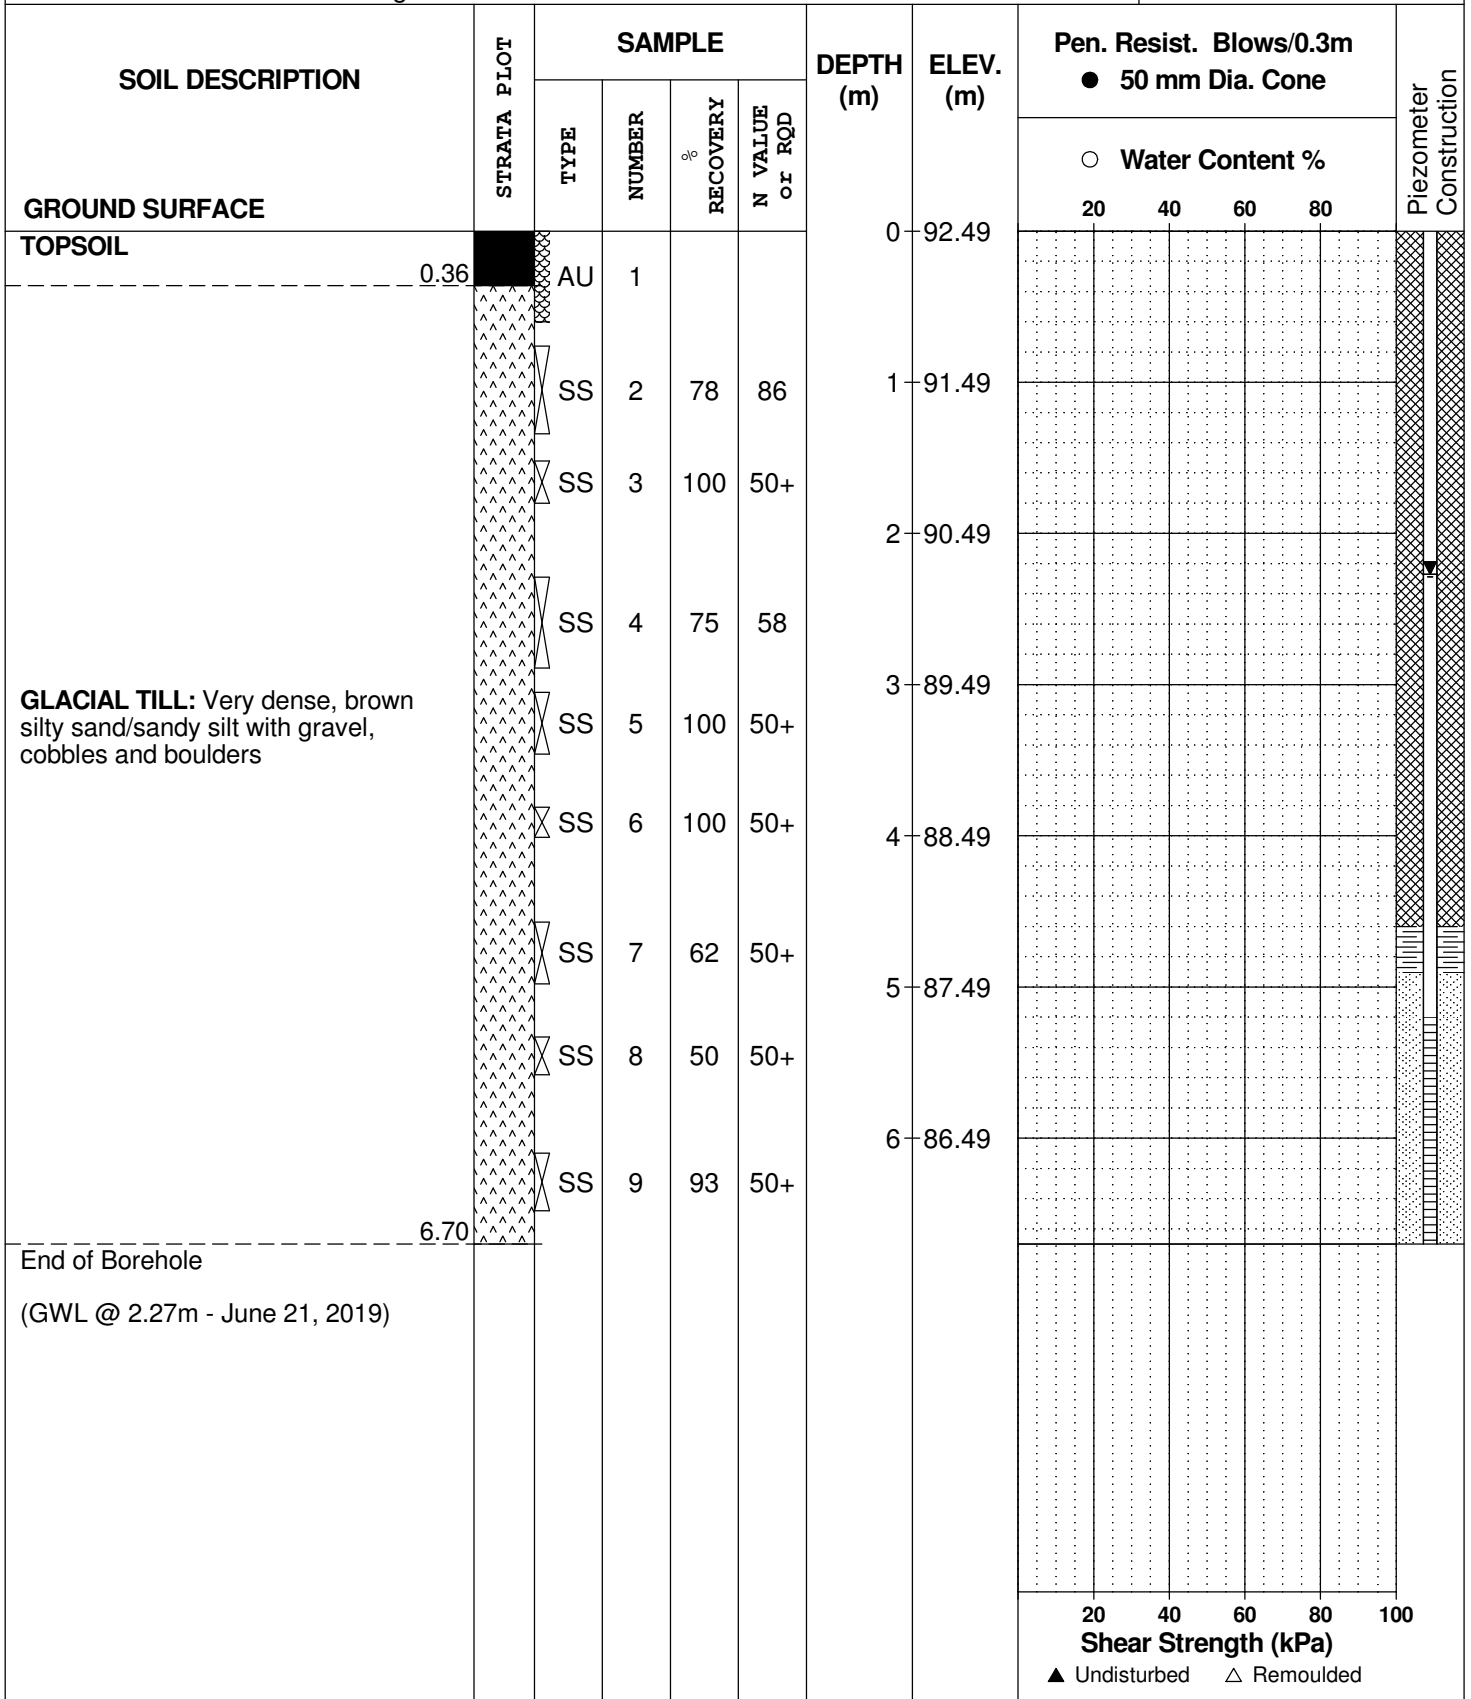 SOIL DESCRIPTION
GROUND SURFACE
STRATA PLOT
SAMPLE
TYPE
NUMBER
% RECOVERY
N VALUE or RQD
DEPTH (m)
ELEV. (m)
Pen. Resist. Blows/0.3m
● 50 mm Dia. Cone
○ Water Content %
20 40 60 80
Piezometer Construction
TOPSOIL
0.36
AU 1
0 92.49
SS 2 78 86
1 91.49
SS 3 100 50+
2 90.49
SS 4 75 58
3 89.49
GLACIAL TILL: Very dense, brown
silty sand/sandy silt with gravel,
cobbles and boulders
SS 5 100 50+
SS 6 100 50+
4 88.49
SS 7 62 50+
5 87.49
SS 8 50 50+
6 86.49
SS 9 93 50+
6.70
End of Borehole
(GWL @ 2.27m - June 21, 2019)
20 40 60 80 100
Shear Strength (kPa)
▲ Undisturbed △ Remoulded